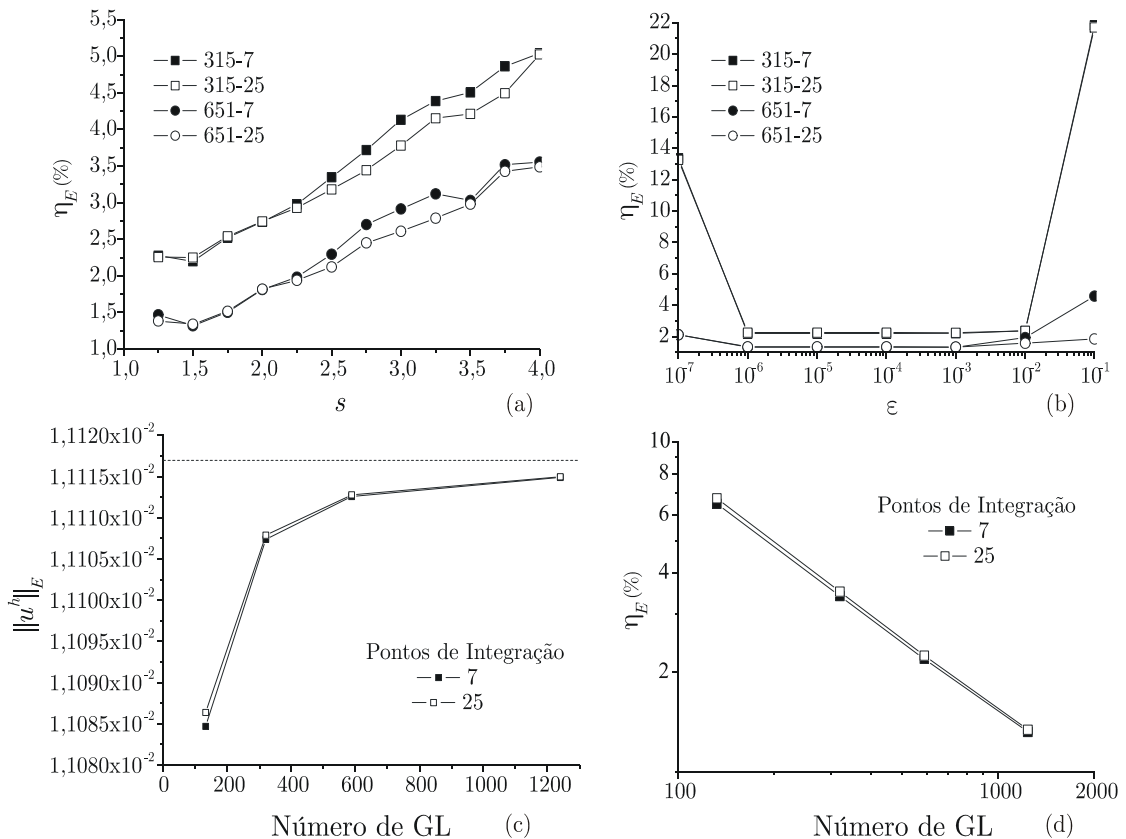 5,5
5,0
4,5
4,0
3,5
3,0
2,5
2,0
1,5
1,0
η_E (%)
315-7
315-25
651-7
651-25
1,0 1,5 2,0 2,5 3,0 3,5 4,0
s
(a)
22
20
18
16
14
12
10
8
6
4
2
η_E (%)
315-7
315-25
651-7
651-25
10^-7 10^-6 10^-5 10^-4 10^-3 10^-2 10^-1
ε
(b)
1,1120x10^-2
1,1115x10^-2
1,1110x10^-2
1,1105x10^-2
1,1100x10^-2
1,1095x10^-2
1,1090x10^-2
1,1085x10^-2
1,1080x10^-2
||u^h||_E
Pontos de Integração
7
25
0 200 400 600 800 1000 1200
Número de GL
(c)
10
8
6
4
2
η_E (%)
Pontos de Integração
7
25
100 1000 2000
Número de GL
(d)